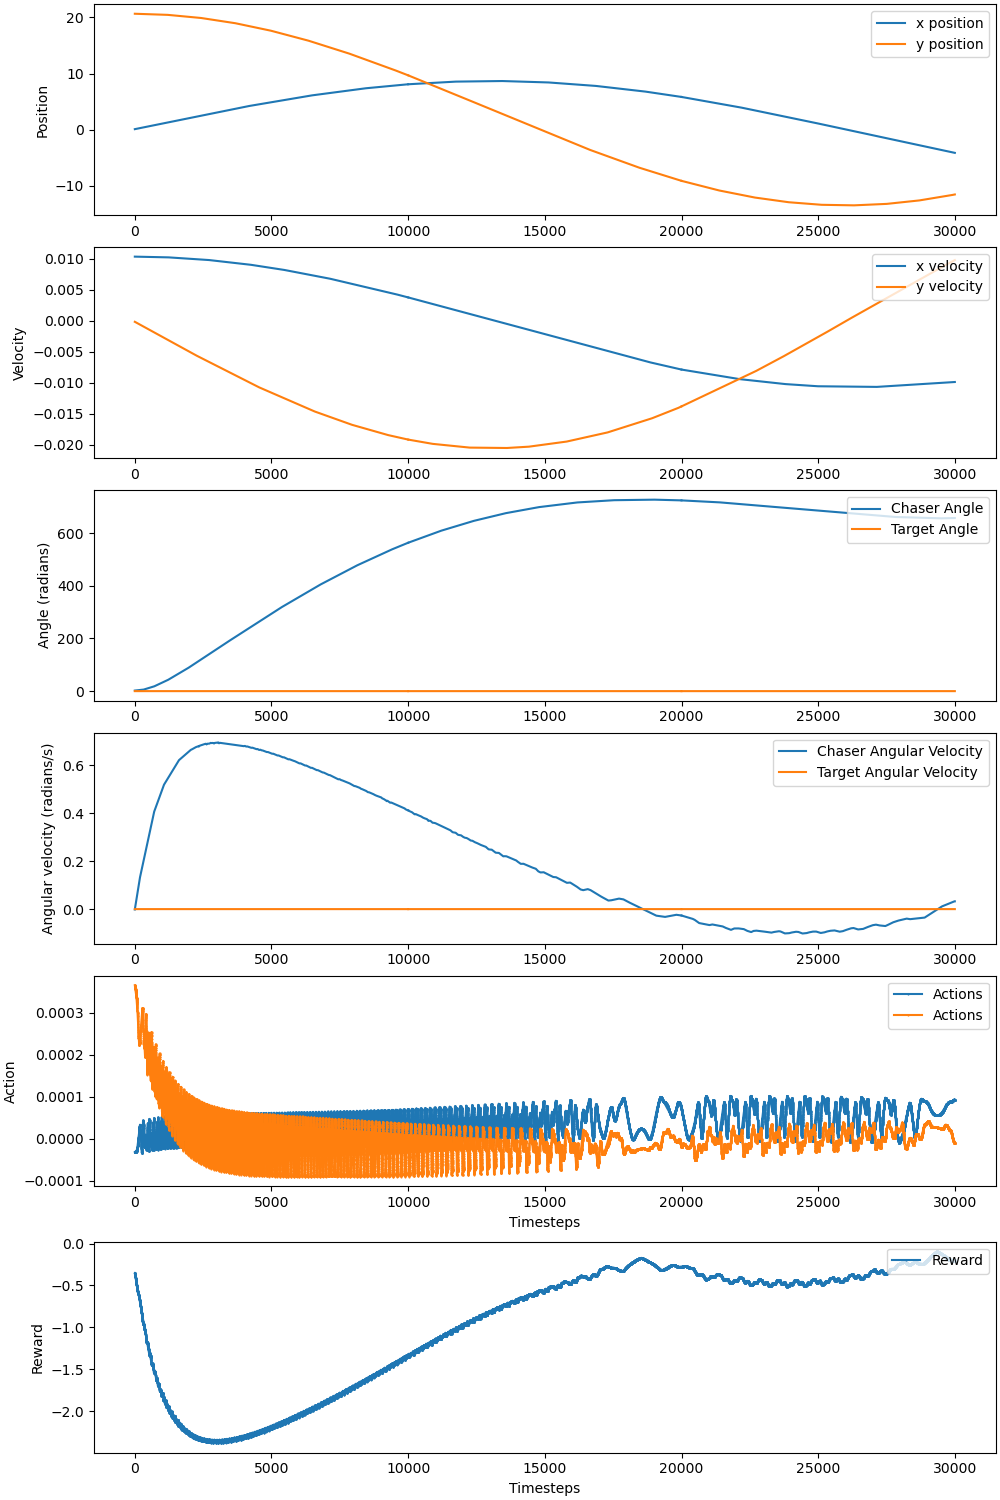 20
10
0
−10
Position
x position
y position
0 5000 10000 15000 20000 25000 30000
0.010
0.005
0.000
−0.005
−0.010
−0.015
−0.020
Velocity
x velocity
y velocity
0 5000 10000 15000 20000 25000 30000
600
400
200
0
Angle (radians)
Chaser Angle
Target Angle
0 5000 10000 15000 20000 25000 30000
0.6
0.4
0.2
0.0
Angular velocity (radians/s)
Chaser Angular Velocity
Target Angular Velocity
0 5000 10000 15000 20000 25000 30000
0.0003
0.0002
0.0001
0.0000
−0.0001
Action
Actions
Actions
0 5000 10000 15000 20000 25000 30000
Timesteps
0.0
−0.5
−1.0
−1.5
−2.0
Reward
Reward
0 5000 10000 15000 20000 25000 30000
Timesteps